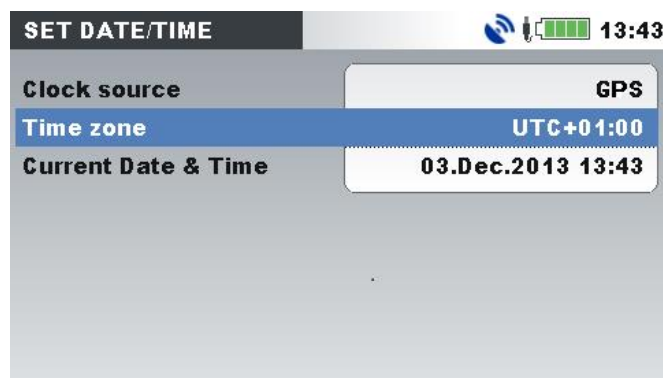 SET DATE/TIME 13:43
Clock source GPS
Time zone UTC+01:00
Current Date & Time 03.Dec.2013 13:43